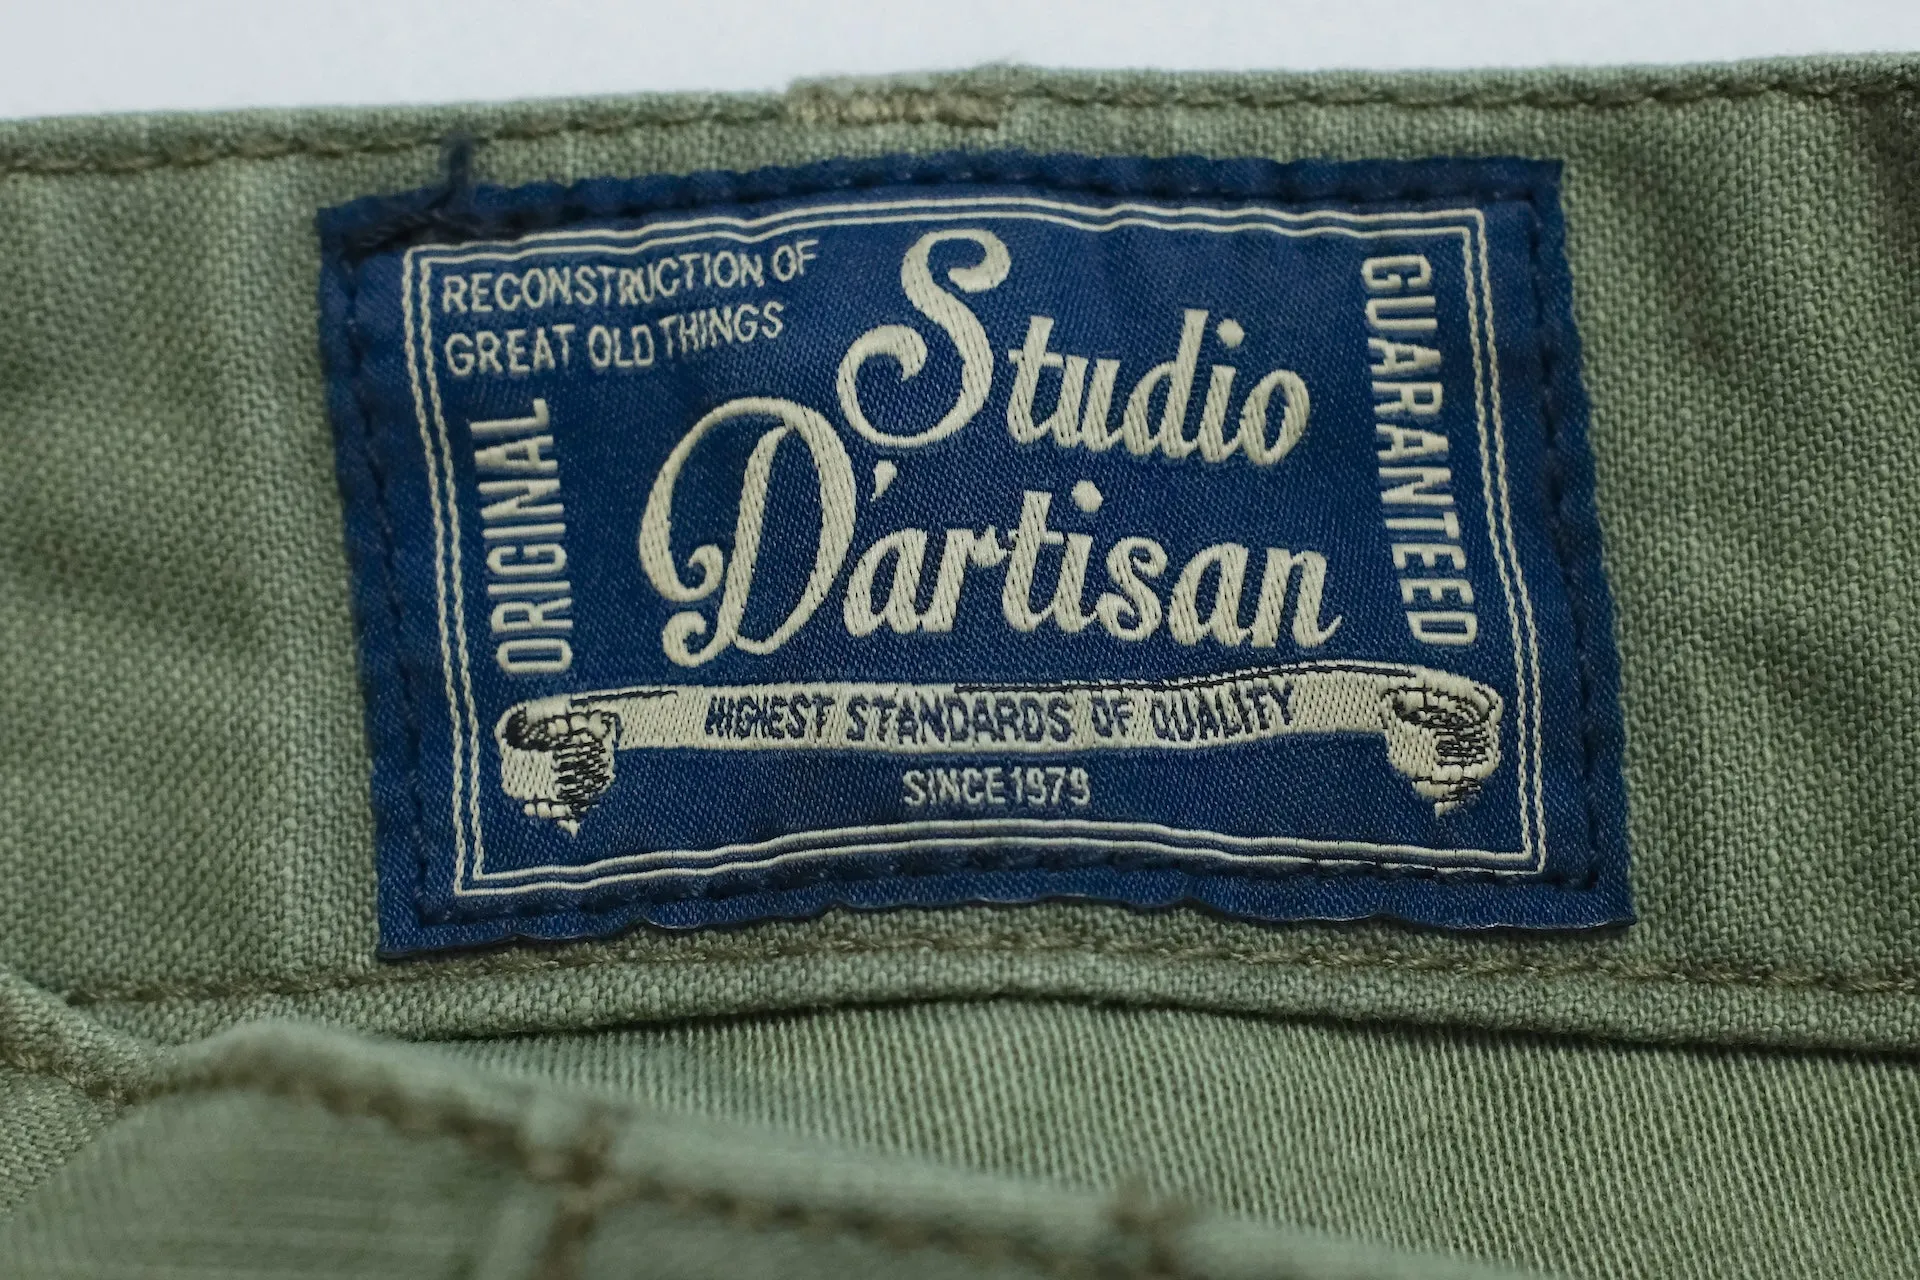 RECONSTRUCTION OF
GREAT OLD THINGS
Studio
D'artisan
ORIGINAL
GUARANTEED
HIGHEST STANDARDS OF QUALITY
SINCE 1979